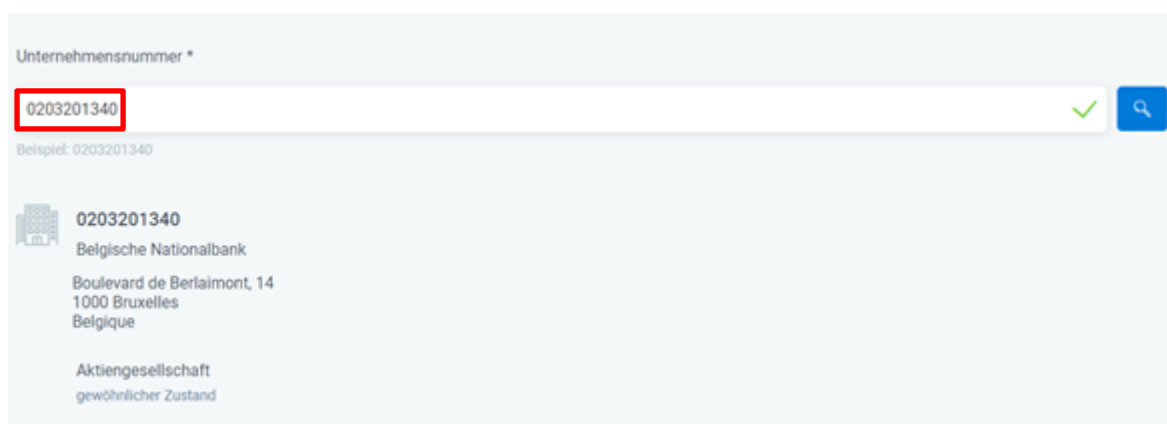 Unternehmensnummer *
0203201340
Beispiel: 0203201340
0203201340
Belgische Nationalbank
Boulevard de Berlaimont, 14
1000 Bruxelles
Belgique
Aktiengesellschaft
gewöhnlicher Zustand